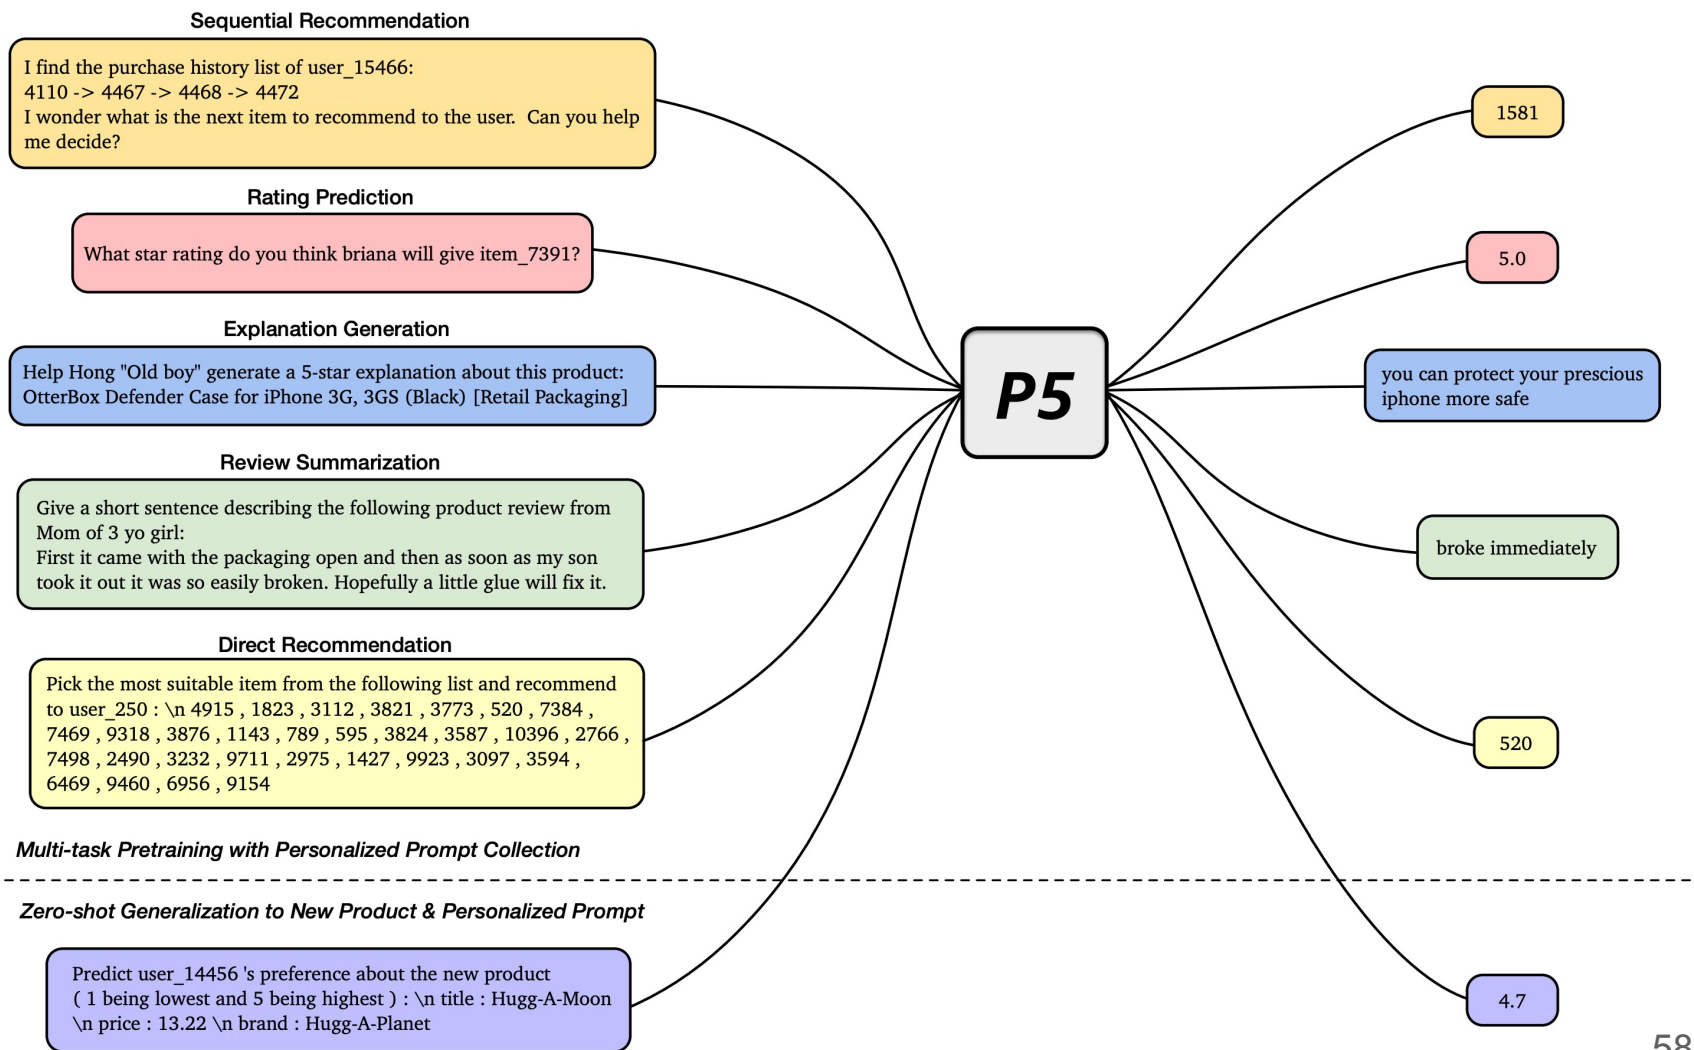 Sequential Recommendation
I find the purchase history list of user_15466:
4110 -> 4467 -> 4468 -> 4472
I wonder what is the next item to recommend to the user. Can you help
me decide?
1581
Rating Prediction
What star rating do you think briana will give item_7391?
5.0
Explanation Generation
Help Hong "Old boy" generate a 5-star explanation about this product:
OtterBox Defender Case for iPhone 3G, 3GS (Black) [Retail Packaging]
P5
you can protect your prescious
iphone more safe
Review Summarization
Give a short sentence describing the following product review from
Mom of 3 yo girl:
First it came with the packaging open and then as soon as my son
took it out it was so easily broken. Hopefully a little glue will fix it.
broke immediately
Direct Recommendation
Pick the most suitable item from the following list and recommend
to user_250 : \n 4915 , 1823 , 3112 , 3821 , 3773 , 520 , 7384 ,
7469 , 9318 , 3876 , 1143 , 789 , 595 , 3824 , 3587 , 10396 , 2766 ,
7498 , 2490 , 3232 , 9711 , 2975 , 1427 , 9923 , 3097 , 3594 ,
6469 , 9460 , 6956 , 9154
520
Multi-task Pretraining with Personalized Prompt Collection
Zero-shot Generalization to New Product & Personalized Prompt
Predict user_14456 's preference about the new product
( 1 being lowest and 5 being highest ) : \n title : Hugg-A-Moon
\n price : 13.22 \n brand : Hugg-A-Planet
4.7
58